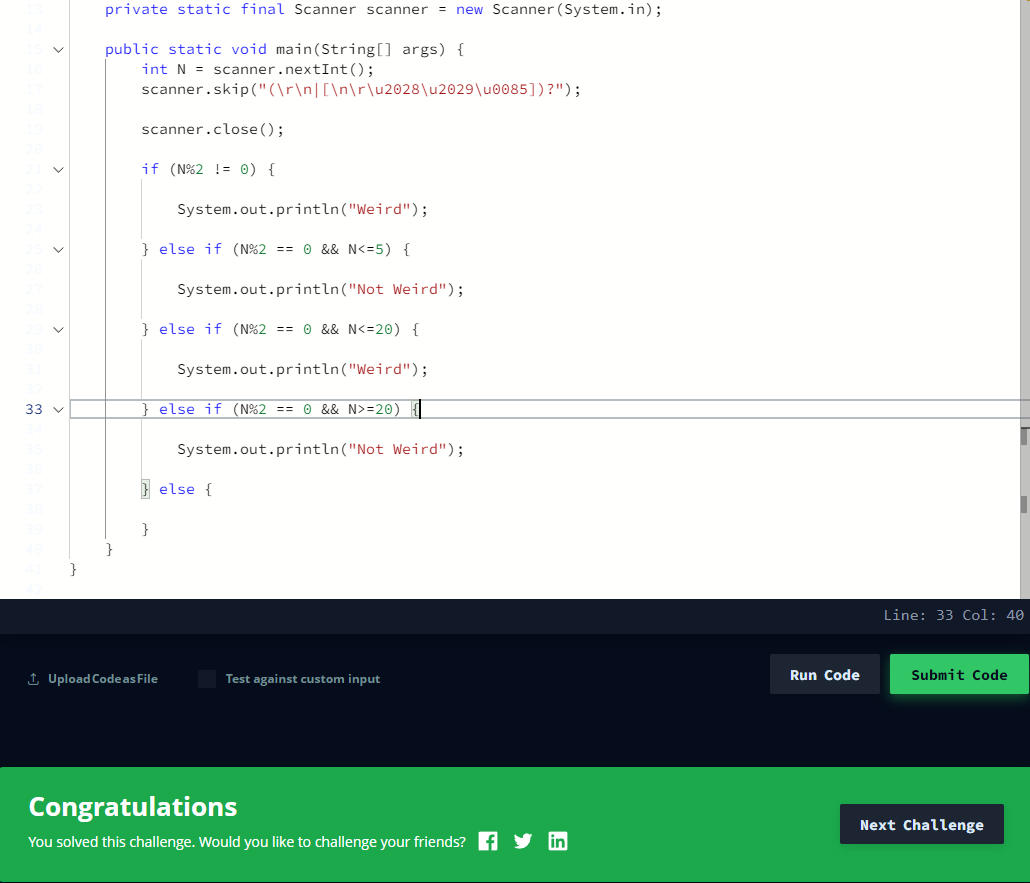 13 private static final Scanner scanner = new Scanner(System.in);
14
15 public static void main(String[] args) {
16 int N = scanner.nextInt();
17 scanner.skip("(\r\n|[\n\r\u2028\u2029\u0085])?");
18
19 scanner.close();
20
21 if (N%2 != 0) {
22
23 System.out.println("Weird");
24
25 } else if (N%2 == 0 && N<=5) {
26
27 System.out.println("Not Weird");
28
29 } else if (N%2 == 0 && N<=20) {
30
31 System.out.println("Weird");
32
33 } else if (N%2 == 0 && N>=20) {
34
35 System.out.println("Not Weird");
36
37 } else {
38
39 }
40 }
41 }
42
Line: 33 Col: 40
Upload Code as File
Test against custom input
Run Code
Submit Code
Congratulations
You solved this challenge. Would you like to challenge your friends?
Next Challenge